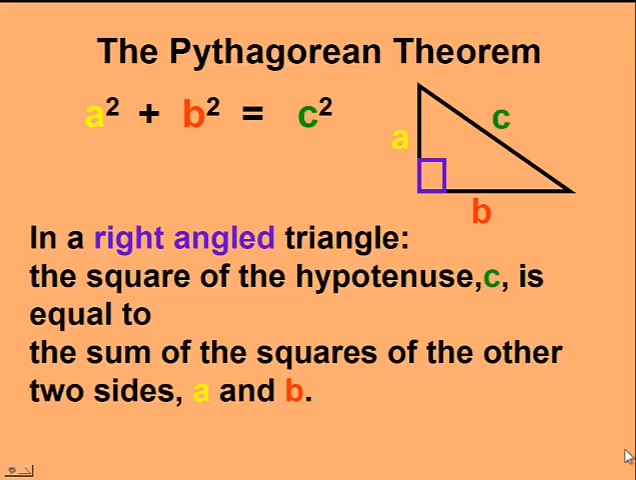 The Pythagorean Theorem
a² + b² = c²
c
a
b
In a right angled triangle:
the square of the hypotenuse,c, is
equal to
the sum of the squares of the other
two sides, a and b.